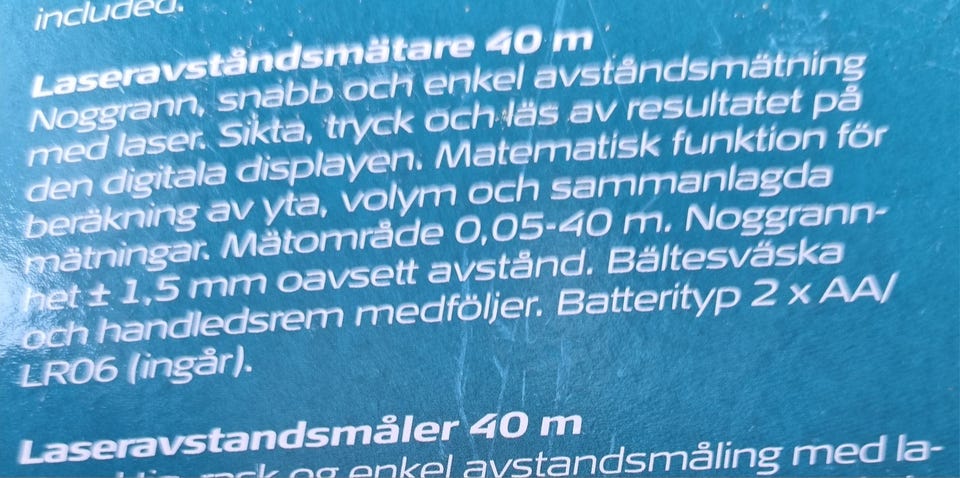 included.
Laseravståndsmätare 40 m
Noggrann, snabb och enkel avståndsmätning
med laser. Sikta, tryck och läs av resultatet på
den digitala displayen. Matematisk funktion för
beräkning av yta, volym och sammanlagda
mätningar. Mätområde 0,05-40 m. Noggrann-
het ± 1,5 mm oavsett avstånd. Bältesväska
och handledsrem medföljer. Batterityp 2 x AA/
LR06 (ingår).
Laseravstandsmåler 40 m
og enkel avstandsmåling med la-